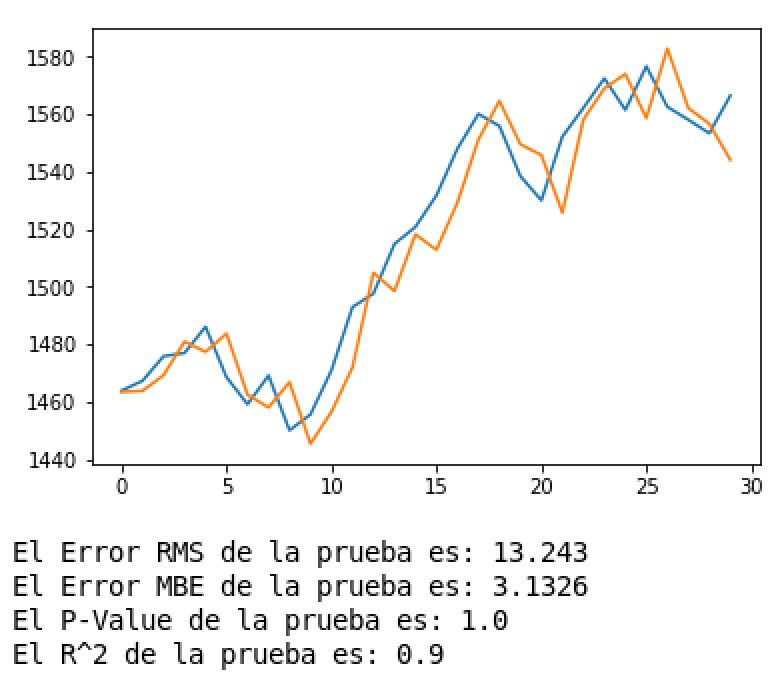 1580
1560
1540
1520
1500
1480
1460
1440
0 5 10 15 20 25 30
El Error RMS de la prueba es: 13.243
El Error MBE de la prueba es: 3.1326
El P-Value de la prueba es: 1.0
El R^2 de la prueba es: 0.9